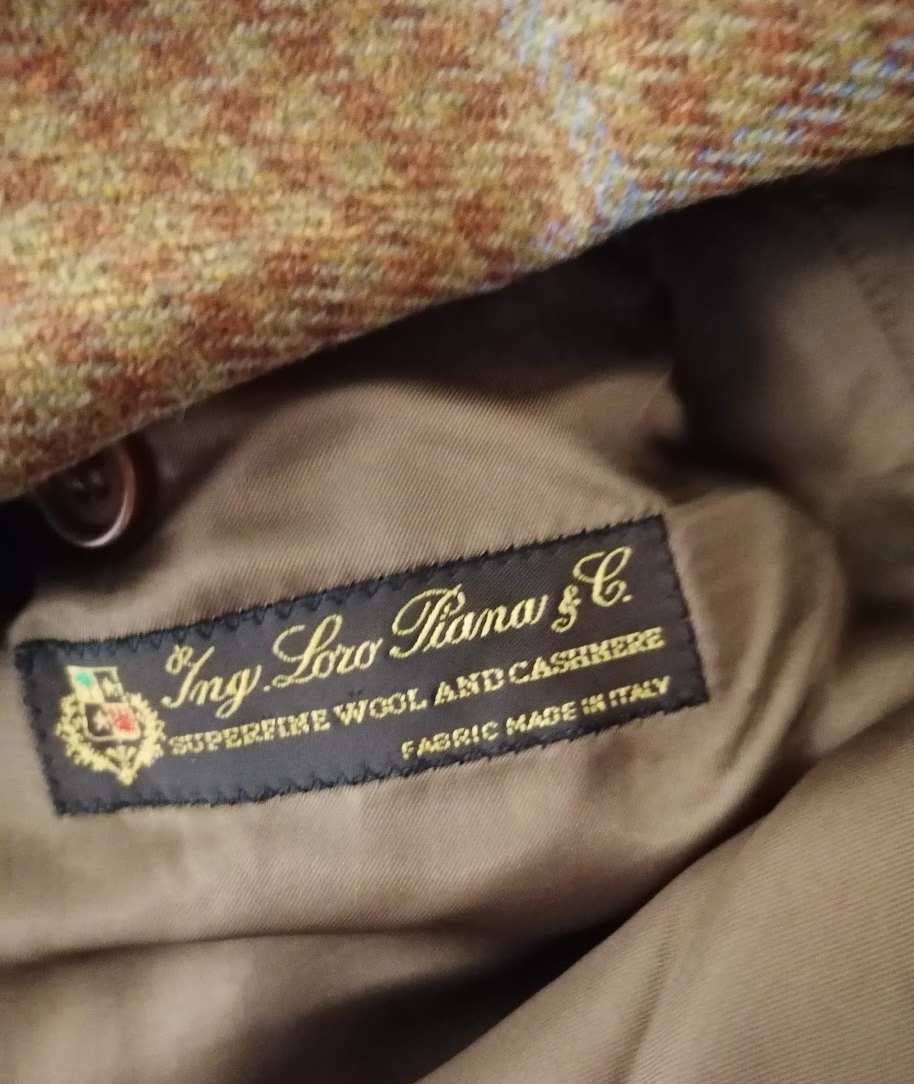 Ing. Loro Piana & C.
SUPERFINE WOOL AND CASHMERE
FABRIC MADE IN ITALY